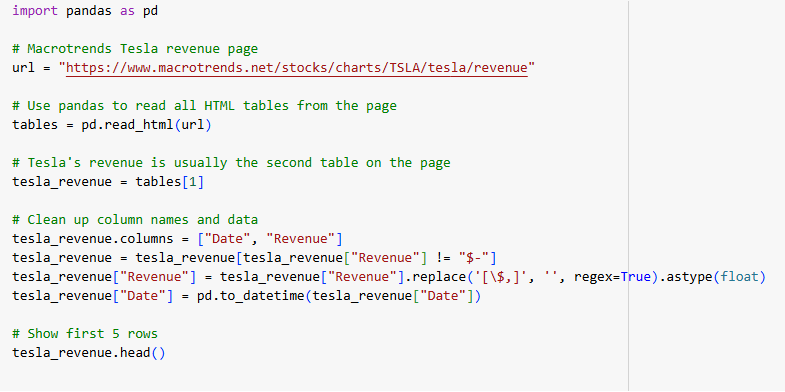 import pandas as pd
# Macrotrends Tesla revenue page
url = "https://www.macrotrends.net/stocks/charts/TSLA/tesla/revenue"
# Use pandas to read all HTML tables from the page
tables = pd.read_html(url)
# Tesla's revenue is usually the second table on the page
tesla_revenue = tables[1]
# Clean up column names and data
tesla_revenue.columns = ["Date", "Revenue"]
tesla_revenue = tesla_revenue[tesla_revenue["Revenue"] != "$-"]
tesla_revenue["Revenue"] = tesla_revenue["Revenue"].replace('[\$,]', '', regex=True).astype(float)
tesla_revenue["Date"] = pd.to_datetime(tesla_revenue["Date"])
# Show first 5 rows
tesla_revenue.head()